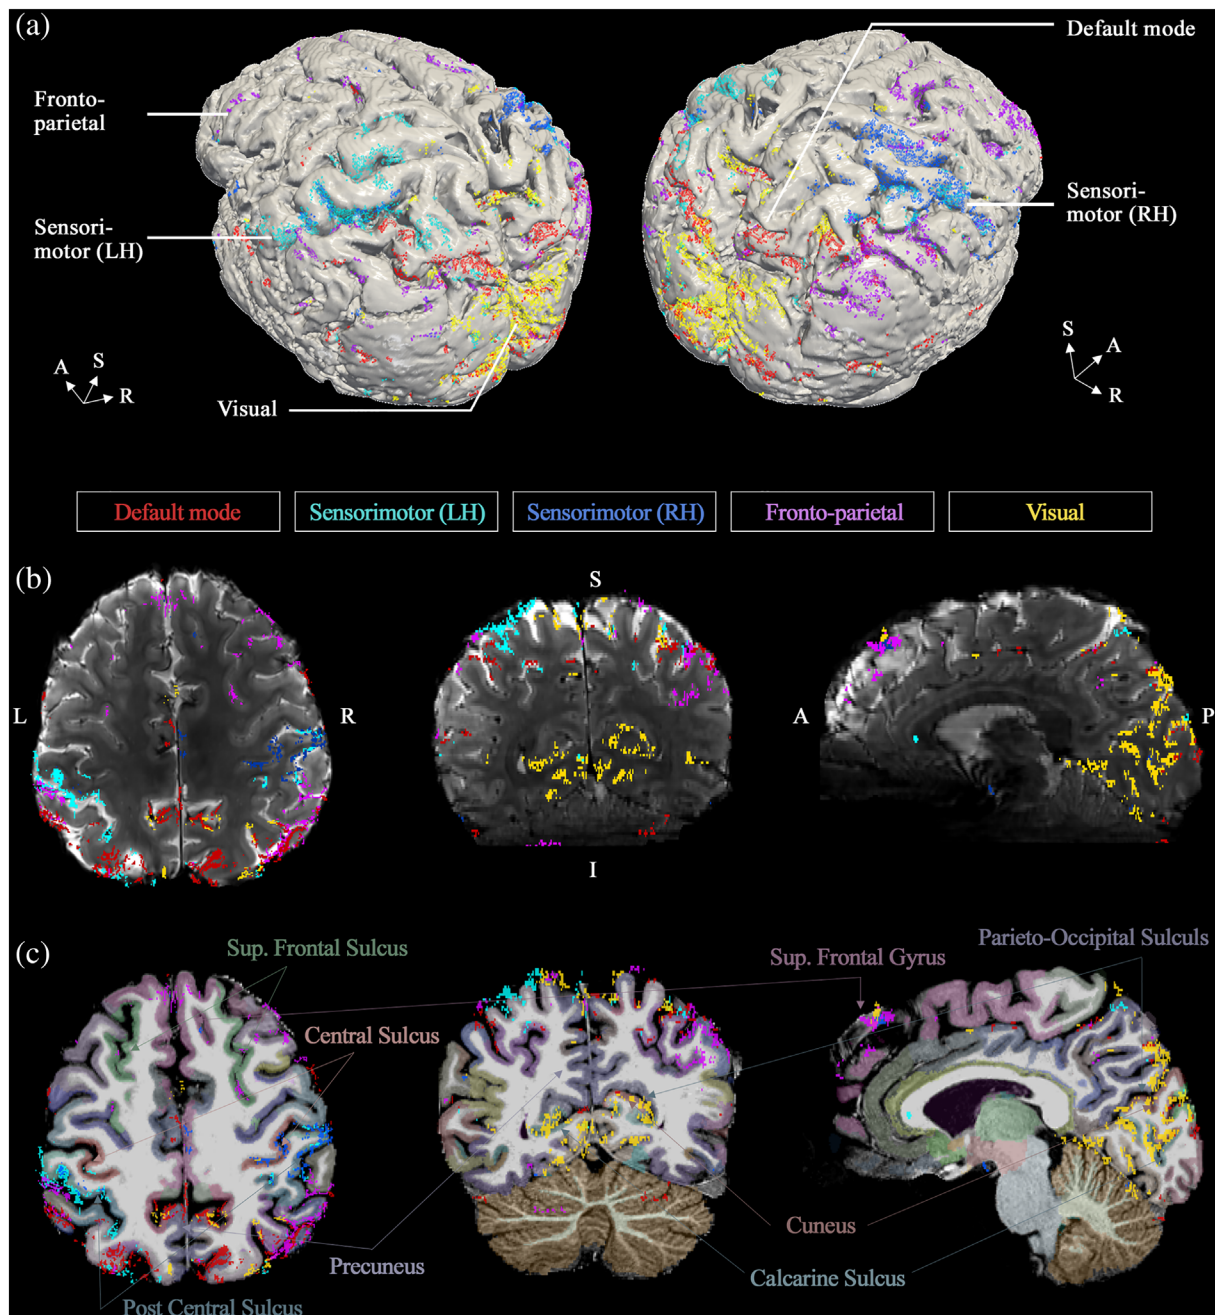 (a)
Default mode
Fronto-
parietal
Sensori-
motor (LH)
Sensori-
motor (RH)
A
S
R
Visual
S
A
R
Default mode
Sensorimotor (LH)
Sensorimotor (RH)
Fronto-parietal
Visual
(b)
S
L
R
A
P
I
(c)
Sup. Frontal Sulcus
Sup. Frontal Gyrus
Parieto-Occipital Sulculs
Central Sulcus
Precuneus
Cuneus
Calcarine Sulcus
Post Central Sulcus